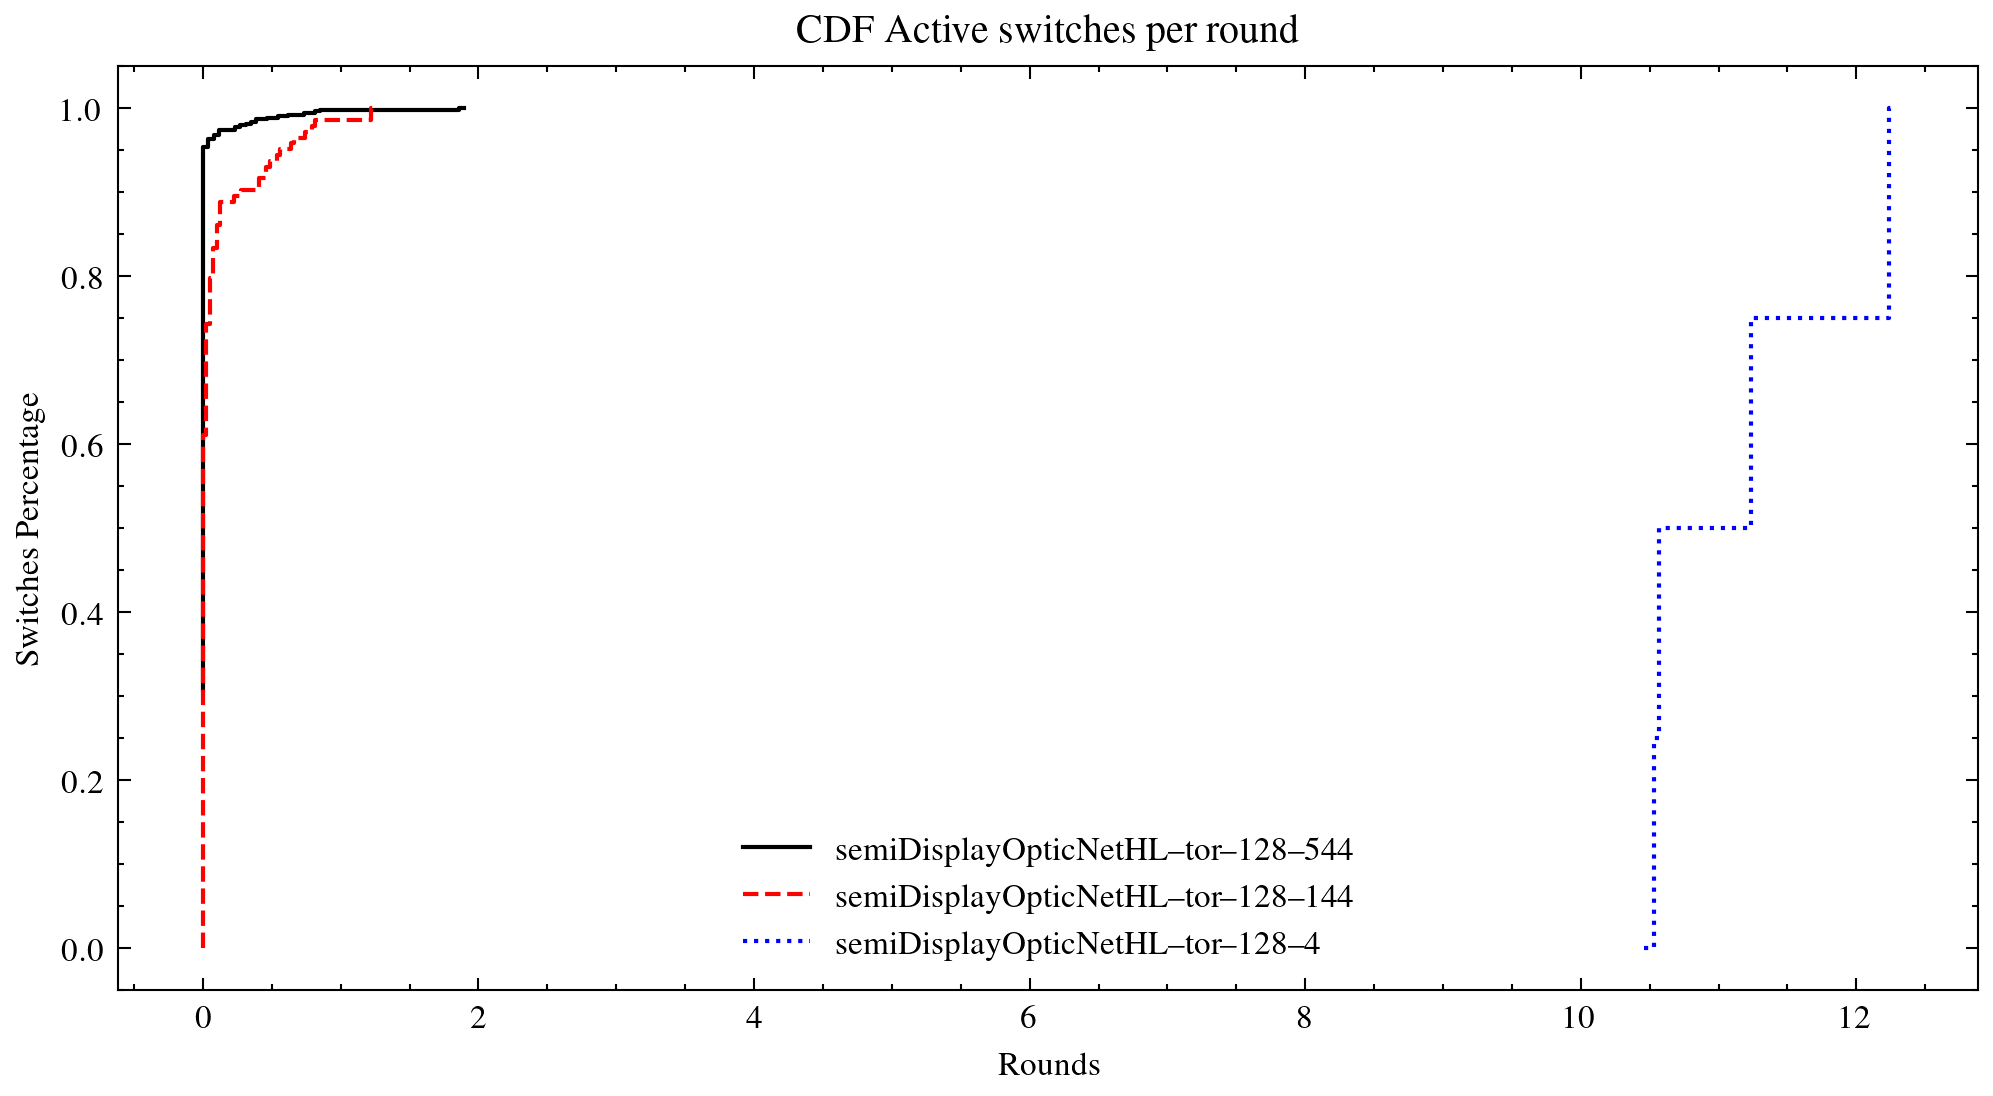 CDF Active switches per round
1.0
0.8
0.6
0.4
0.2
0.0
Switches Percentage
semiDisplayOpticNetHL–tor–128–544
semiDisplayOpticNetHL–tor–128–144
semiDisplayOpticNetHL–tor–128–4
0 2 4 6 8 10 12
Rounds